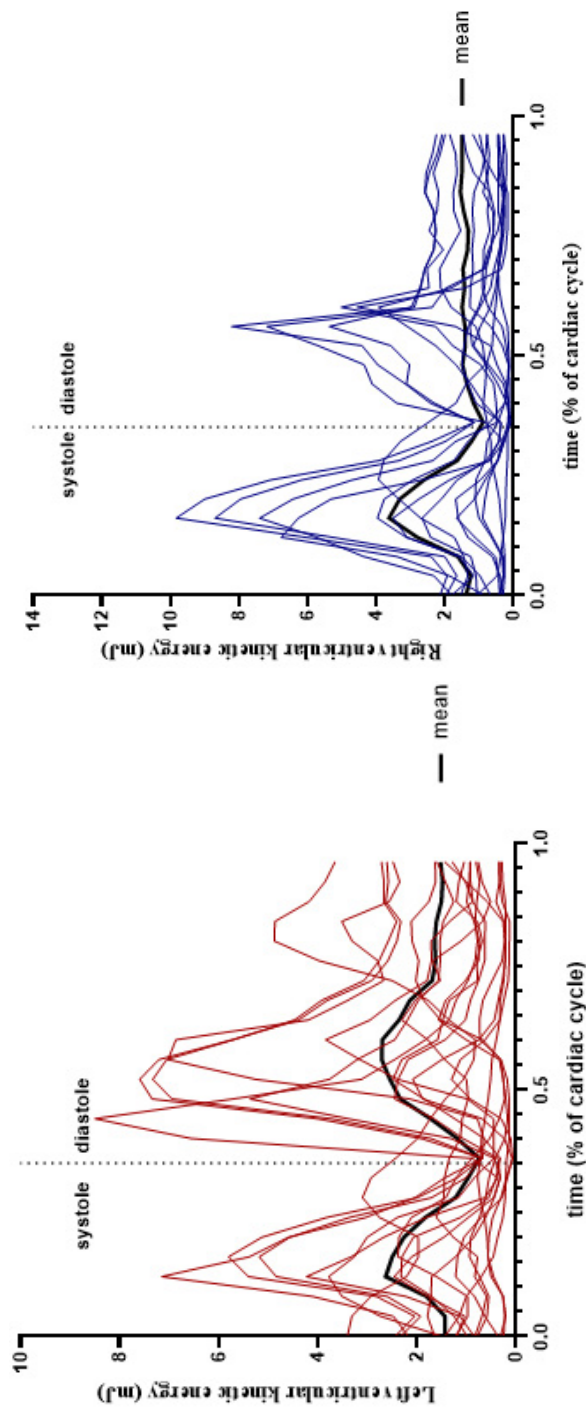 Left ventricular kinetic energy (mJ)
10
8
6
4
2
0
systole
diastole
0.0
0.5
1.0
time (% of cardiac cycle)
mean
Right ventricular kinetic energy (mJ)
14
12
10
8
6
4
2
0
systole
diastole
0.0
0.5
1.0
time (% of cardiac cycle)
mean